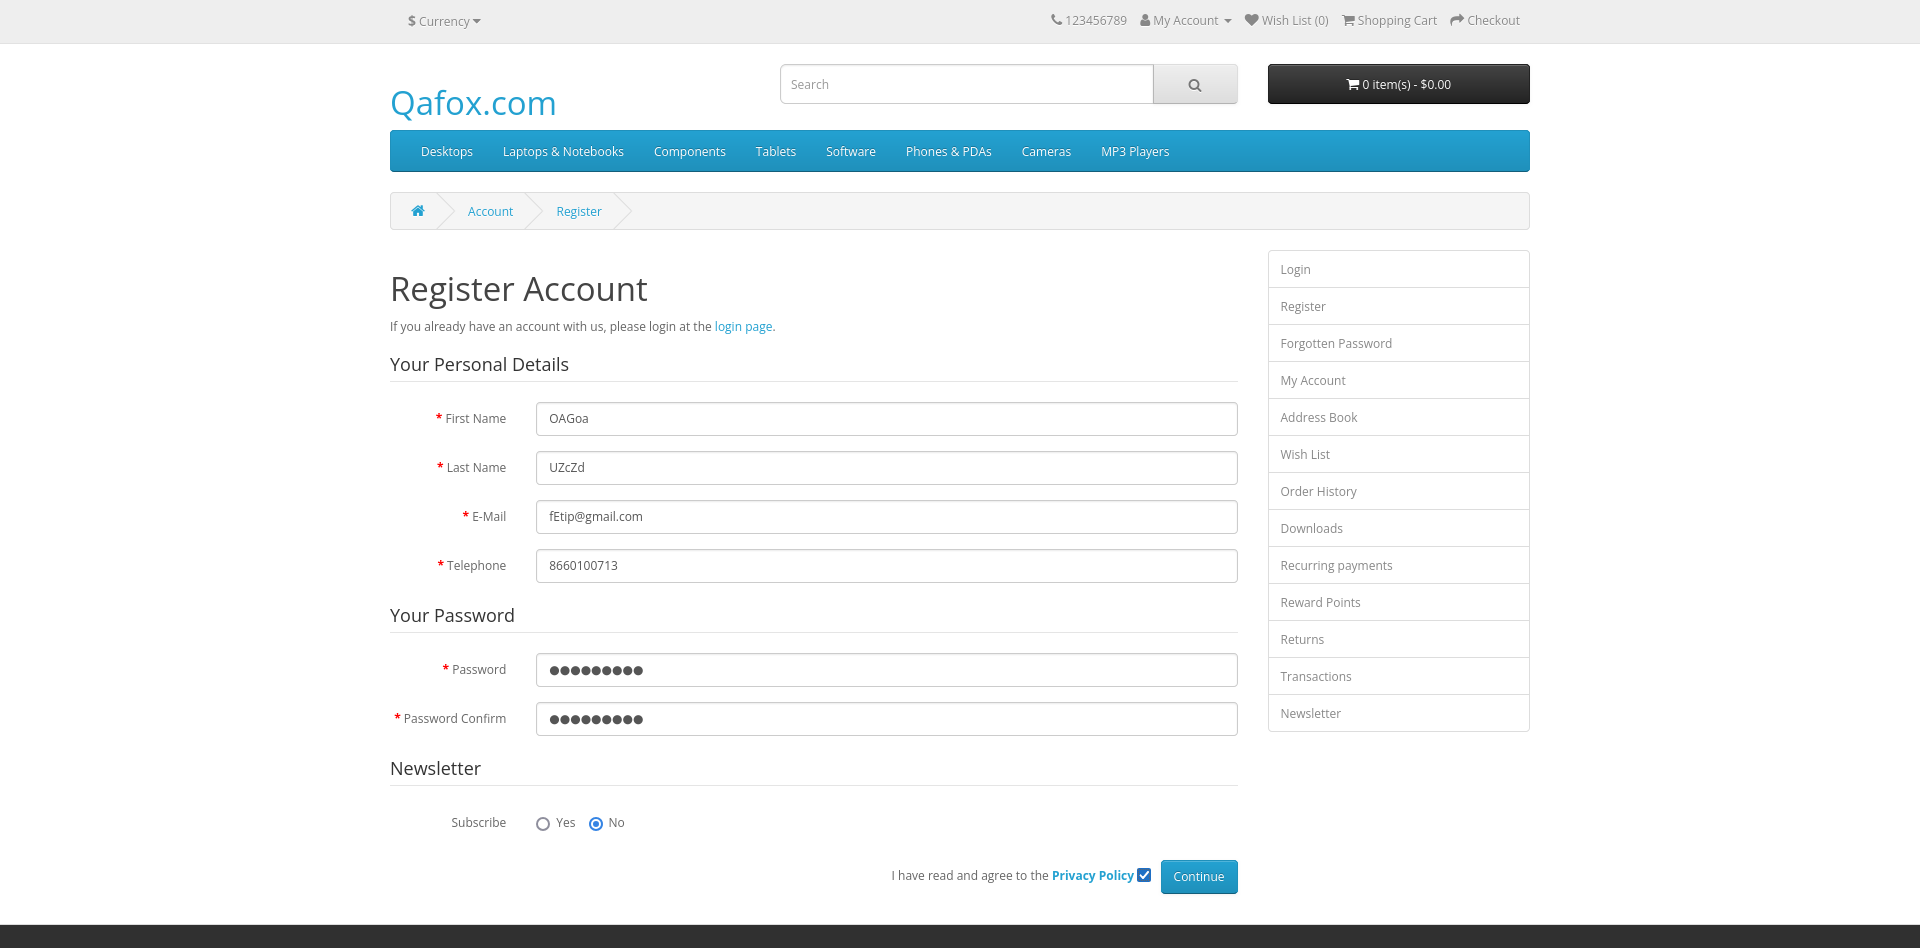 $ Currency
123456789 My Account Wish List (0) Shopping Cart Checkout
Qafox.com
Search
0 item(s) - $0.00
Desktops Laptops & Notebooks Components Tablets Software Phones & PDAs Cameras MP3 Players
Account Register
Register Account
If you already have an account with us, please login at the login page.
Your Personal Details
* First Name OAGoa
* Last Name UZcZd
* E-Mail fEtip@gmail.com
* Telephone 8660100713
Your Password
* Password ●●●●●●●●●
* Password Confirm ●●●●●●●●●
Newsletter
Subscribe Yes No
I have read and agree to the Privacy Policy Continue
Login
Register
Forgotten Password
My Account
Address Book
Wish List
Order History
Downloads
Recurring payments
Reward Points
Returns
Transactions
Newsletter